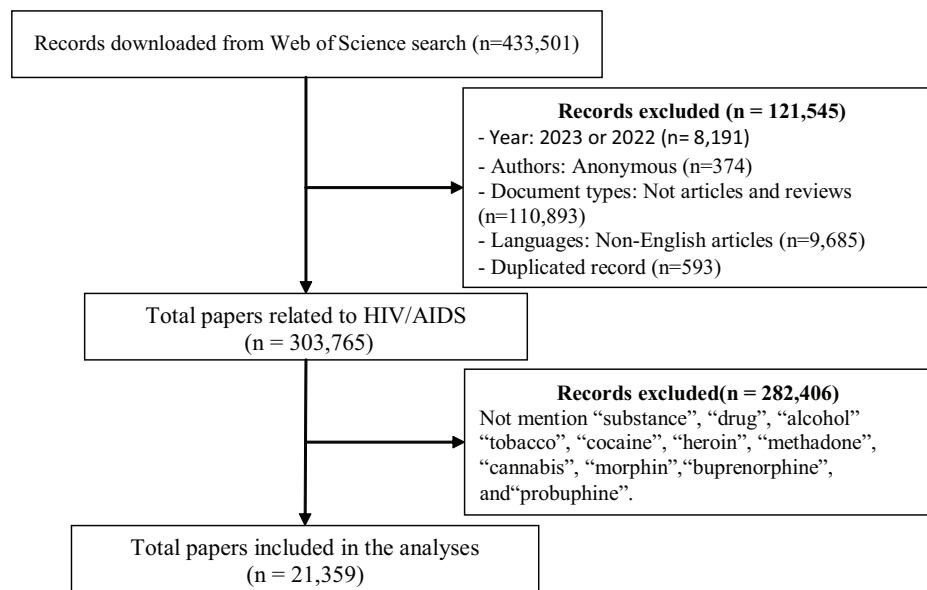 Records downloaded from Web of Science search (n=433,501)
Records excluded (n = 121,545)
- Year: 2023 or 2022 (n= 8,191)
- Authors: Anonymous (n=374)
- Document types: Not articles and reviews
(n=110,893)
- Languages: Non-English articles (n=9,685)
- Duplicated record (n=593)
Total papers related to HIV/AIDS
(n = 303,765)
Records excluded(n = 282,406)
Not mention “substance”, “drug”, “alcohol”
“tobacco”, “cocaine”, “heroin”, “methadone”,
“cannabis”, “morphin”,“buprenorphine”,
and“probuphine”.
Total papers included in the analyses
(n = 21,359)